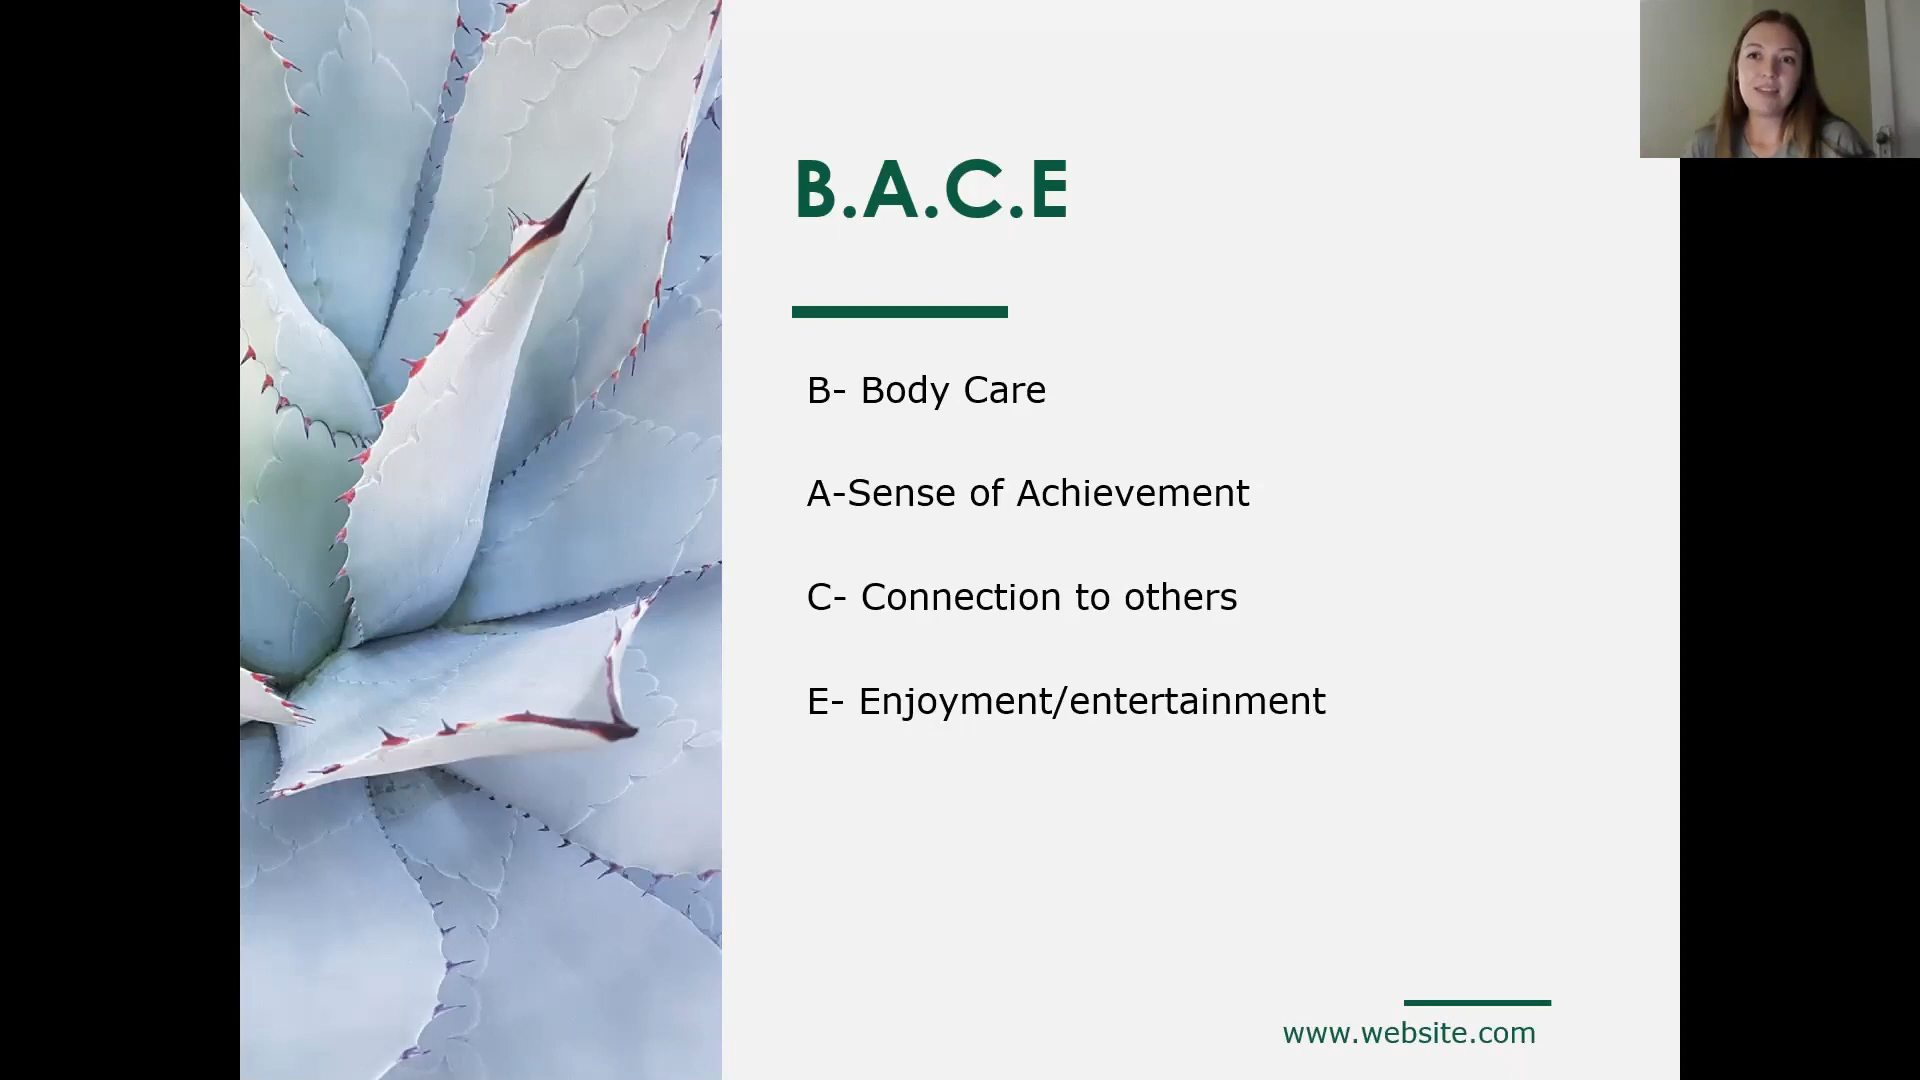 B.A.C.E
B- Body Care
A-Sense of Achievement
C- Connection to others
E- Enjoyment/entertainment
www.website.com